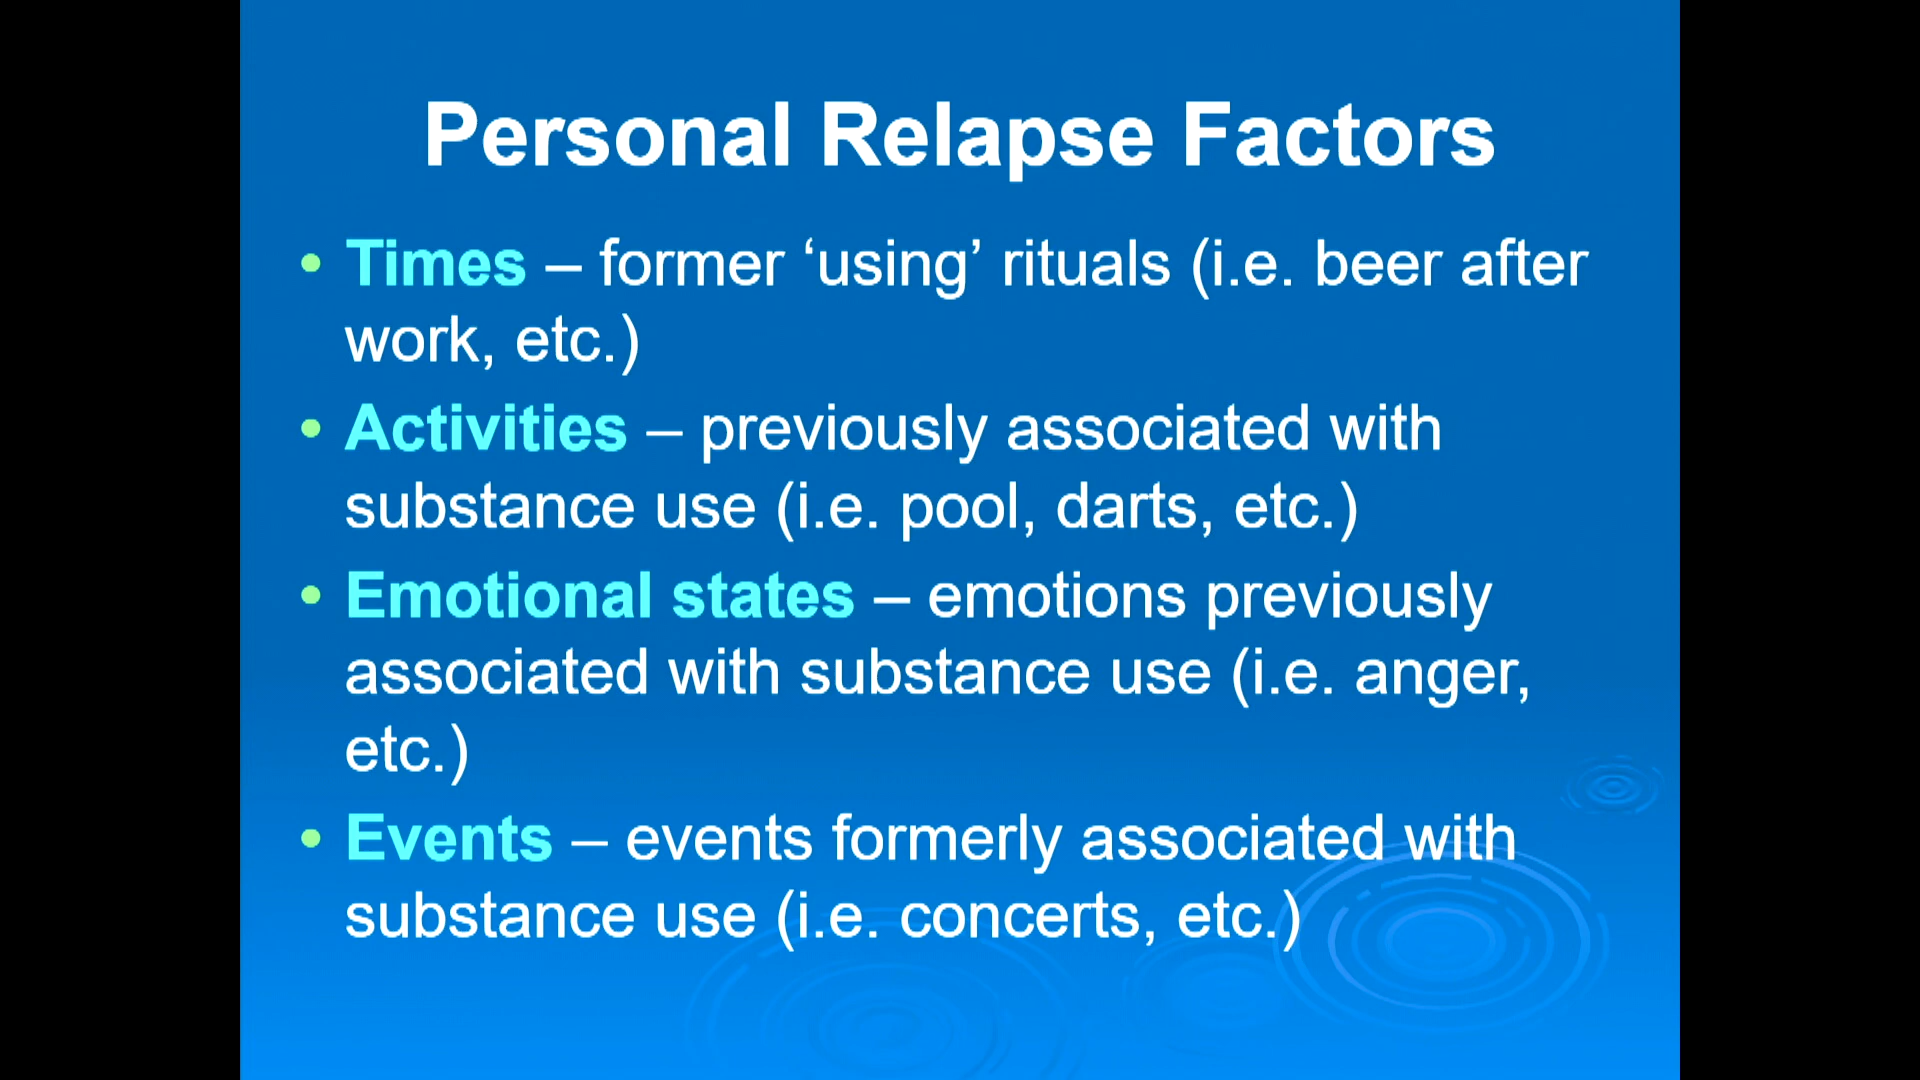 Personal Relapse Factors
• Times – former ‘using’ rituals (i.e. beer after
work, etc.)
• Activities – previously associated with
substance use (i.e. pool, darts, etc.)
• Emotional states – emotions previously
associated with substance use (i.e. anger,
etc.)
• Events – events formerly associated with
substance use (i.e. concerts, etc.)